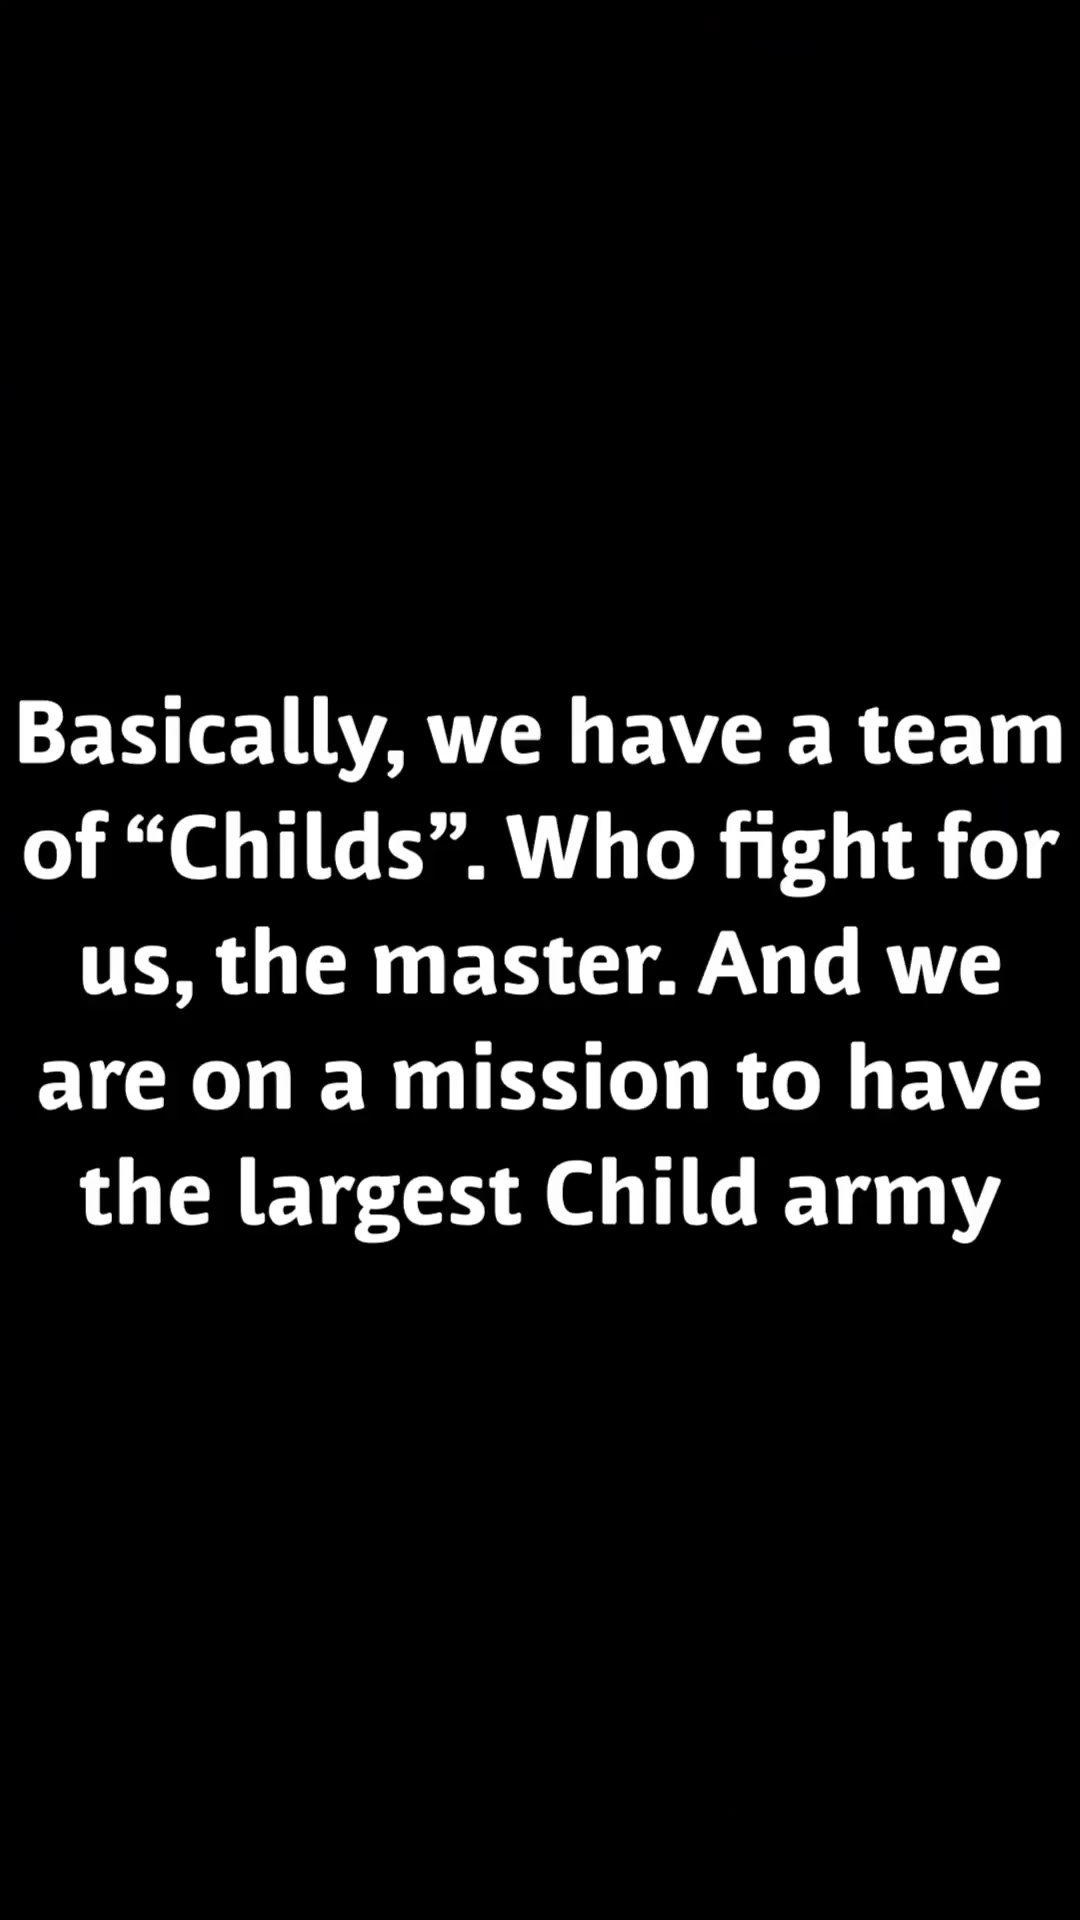 Basically, we have a team
of “Childs”. Who fight for
us, the master. And we
are on a mission to have
the largest Child army